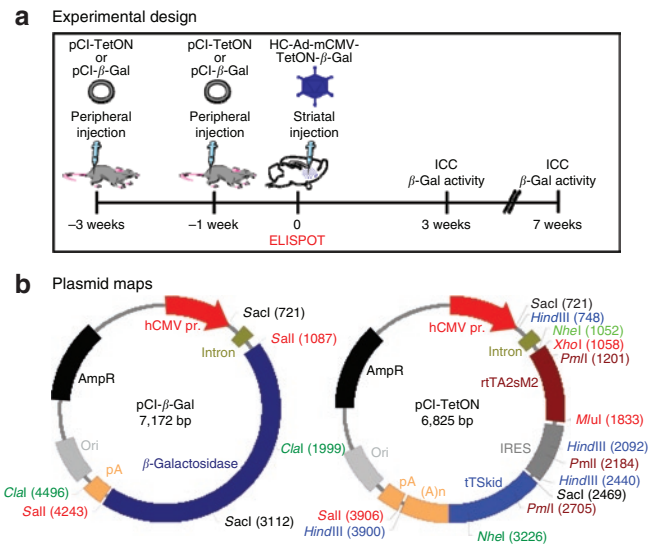 a Experimental design
pCI-TetON
or
pCI-β-Gal
pCI-TetON
or
pCI-β-Gal
HC-Ad-mCMV-
TetON-β-Gal
Peripheral
injection
Peripheral
injection
Striatal
injection
ICC
β-Gal activity
ICC
β-Gal activity
−3 weeks
−1 week
0
3 weeks
7 weeks
ELISPOT
b Plasmid maps
hCMV pr.
SacI (721)
SalI (1087)
Intron
AmpR
pCI-β-Gal
7,172 bp
Ori
β-Galactosidase
pA
ClaI (4496)
SalI (4243)
SacI (3112)
hCMV pr.
SacI (721)
HindIII (748)
NheI (1052)
XhoI (1058)
PmlI (1201)
Intron
rtTA2sM2
AmpR
pCI-TetON
6,825 bp
MluI (1833)
ClaI (1999)
Ori
IRES
HindIII (2092)
PmlI (2184)
HindIII (2440)
SacI (2469)
PmlI (2705)
pA
(A)n
tTSkid
SalI (3906)
HindIII (3900)
NheI (3226)